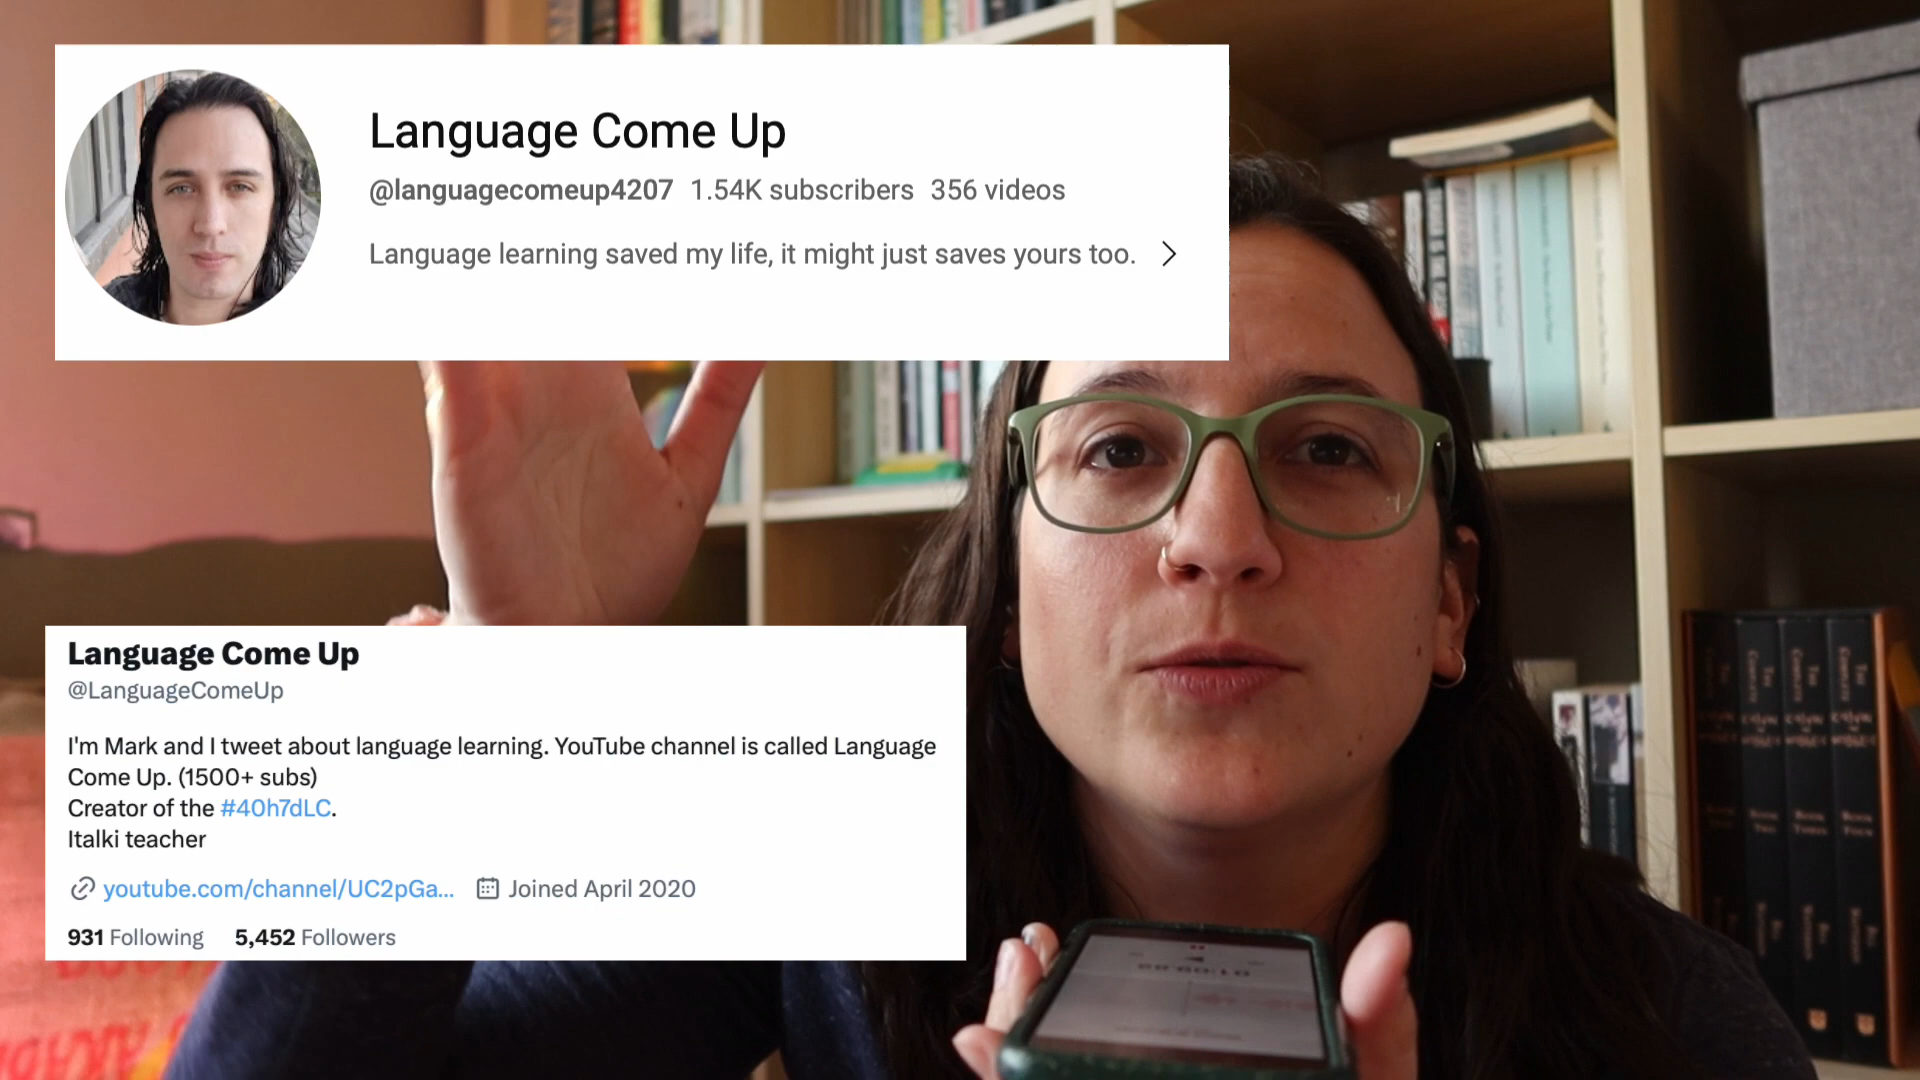 Language Come Up
@languagecomeup4207 1.54K subscribers 356 videos
Language learning saved my life, it might just saves yours too.
Language Come Up
@LanguageComeUp
I'm Mark and I tweet about language learning. YouTube channel is called Language
Come Up. (1500+ subs)
Creator of the #40h7dLC.
Italki teacher
youtube.com/channel/UC2pGa...
Joined April 2020
931 Following 5,452 Followers